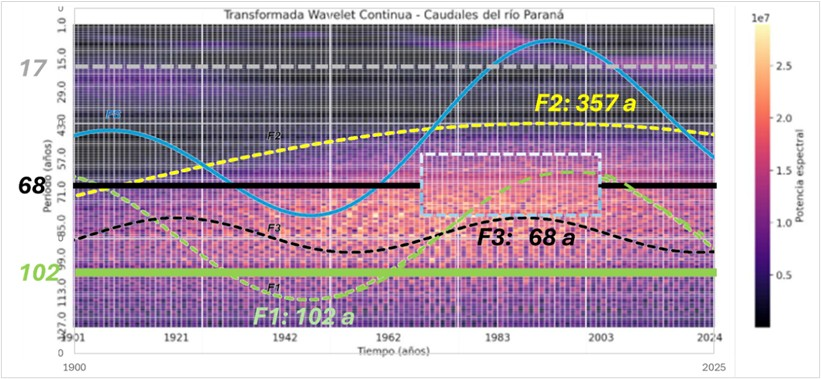 Transformada Wavelet Continua - Caudales del río Paraná
1e7
0
1.0
15.0
29.0
43.0
57.0
71.0
85.0
99.0
113.0
127.0
0
Periodo (años)
17
68
102
F2: 357 a
F2
F3
F3: 68 a
F1
F1: 102 a
1901
1921
1942
1962
1983
2003
2024
Tiempo (años)
1900
2025
2.5
2.0
1.5
1.0
0.5
Potencia espectral